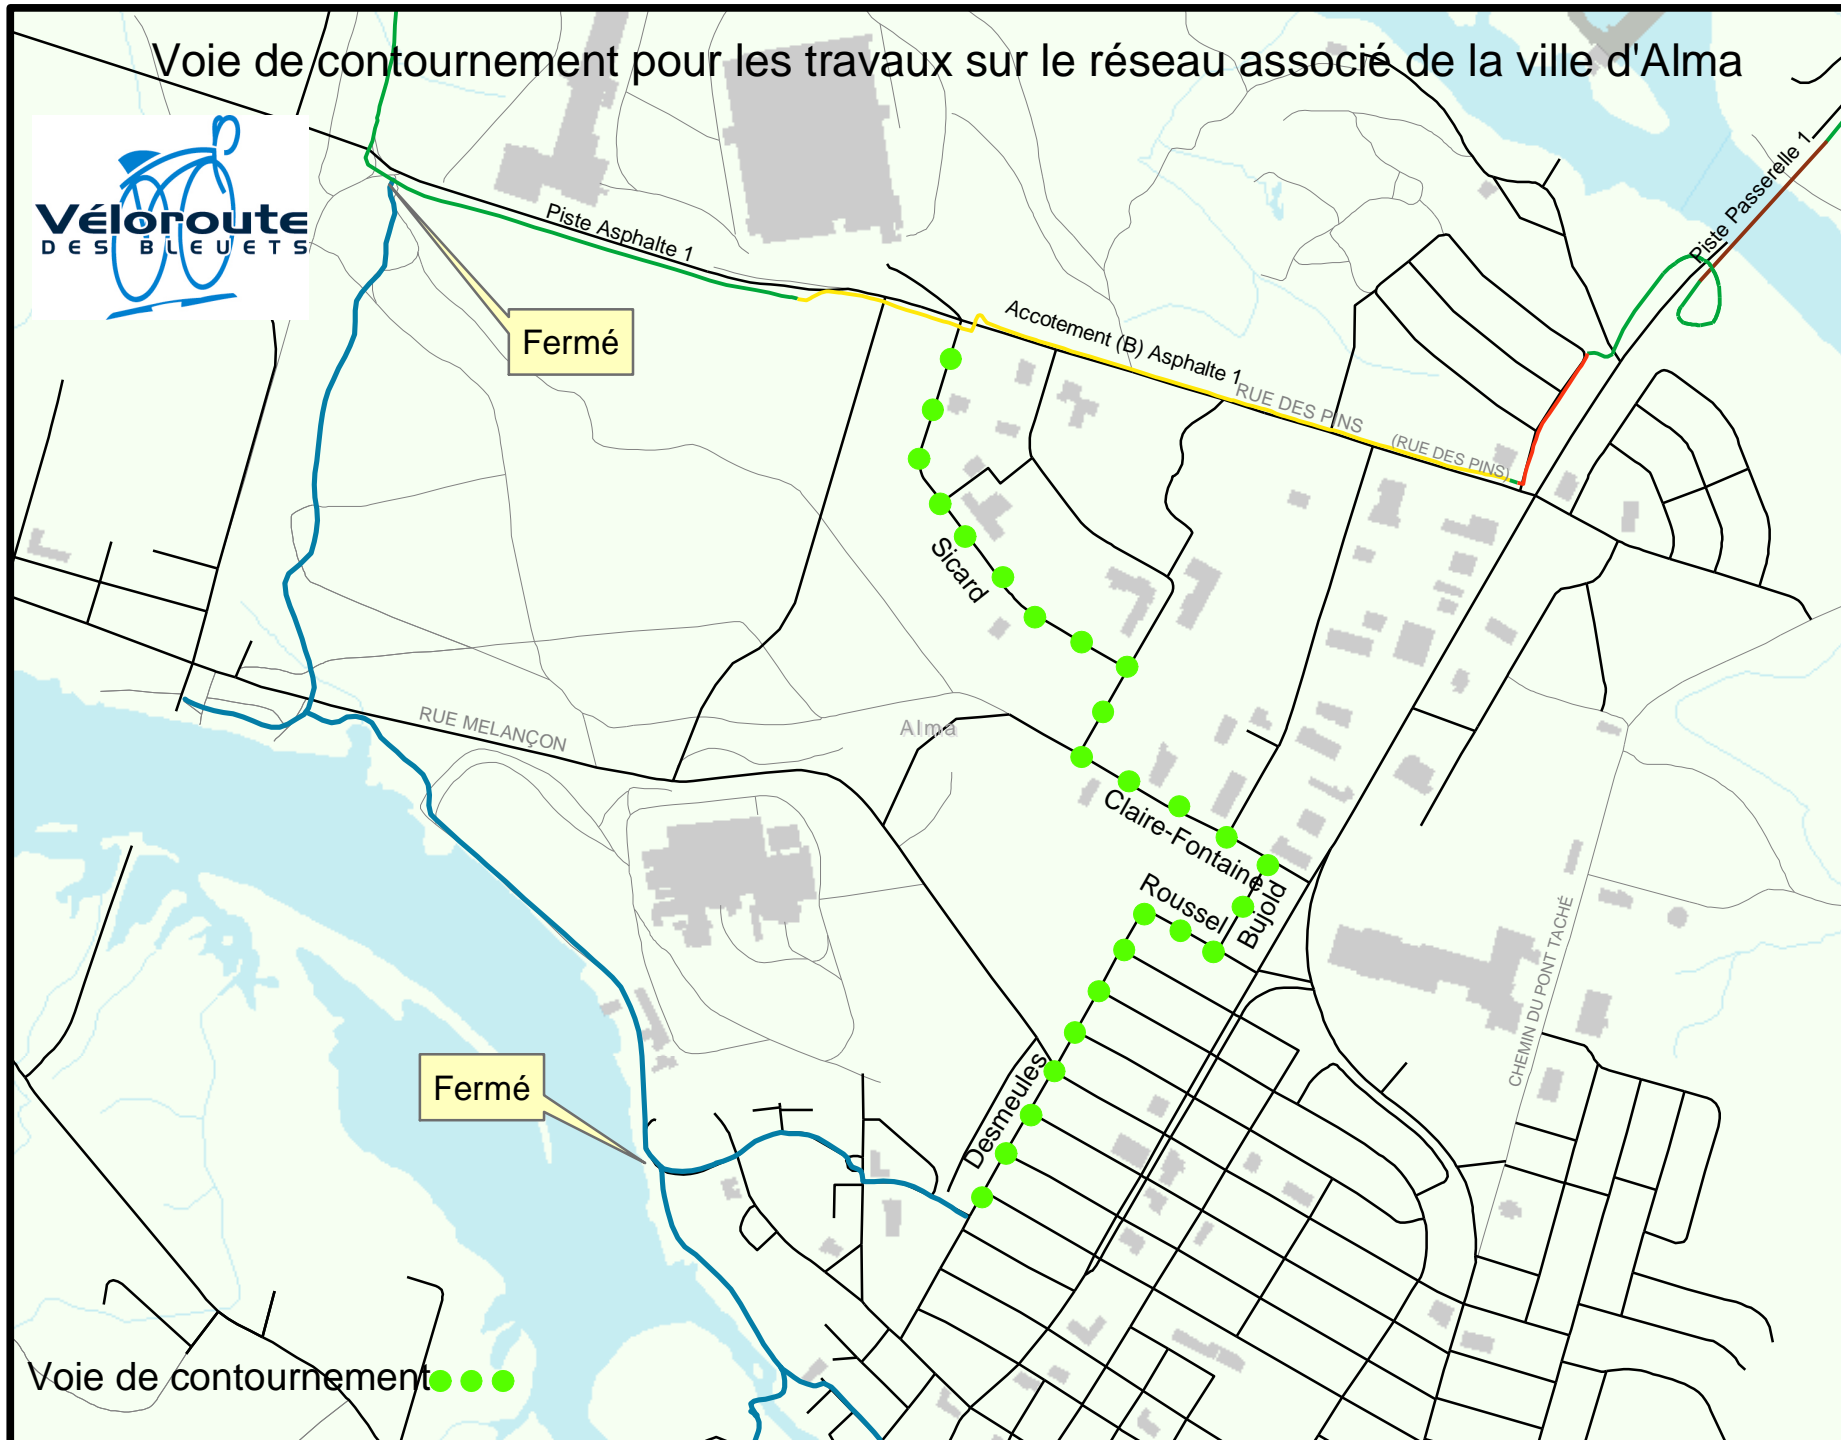 Voie de contournement pour les travaux sur le réseau associé de la ville d'Alma
Véloroute
DES BLEUETS
Piste Passerelle 1
Piste Asphalte 1
Fermé
Accotement (B) Asphalte 1
RUE DES PINS
(RUE DES PINS)
Sicard
RUE MELANÇON
Alma
Claire-Fontaine
Roussel
Bujold
CHEMIN DU PONT TACHÉ
Desmeules
Fermé
Voie de contournement